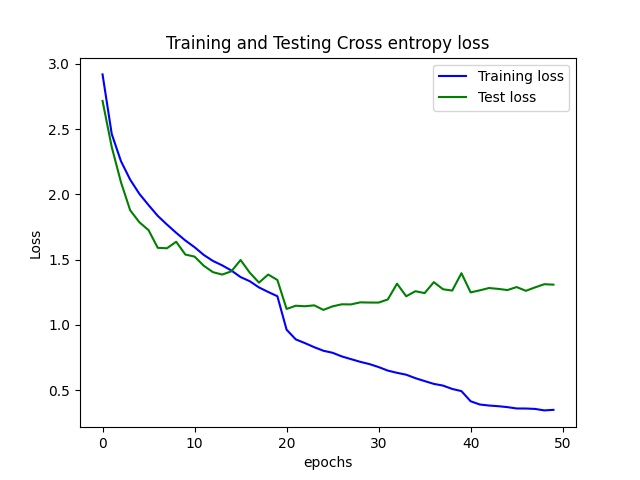 Training and Testing Cross entropy loss
Training loss
Test loss
3.0
2.5
2.0
1.5
1.0
0.5
Loss
0 10 20 30 40 50
epochs